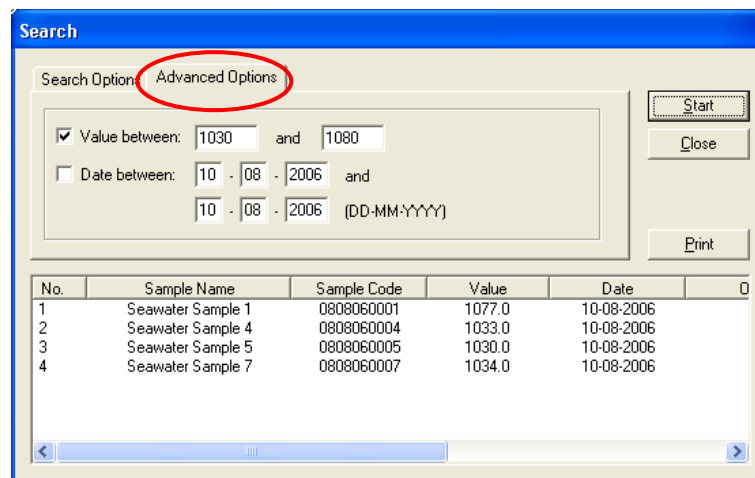 Search
Search Options Advanced Options
Start
Value between: 1030 and 1080
Close
Date between: 10 - 08 - 2006 and
10 - 08 - 2006 (DD-MM-YYYY)
Print
No. Sample Name Sample Code Value Date O
1 Seawater Sample 1 0808060001 1077.0 10-08-2006
2 Seawater Sample 4 0808060004 1033.0 10-08-2006
3 Seawater Sample 5 0808060005 1030.0 10-08-2006
4 Seawater Sample 7 0808060007 1034.0 10-08-2006